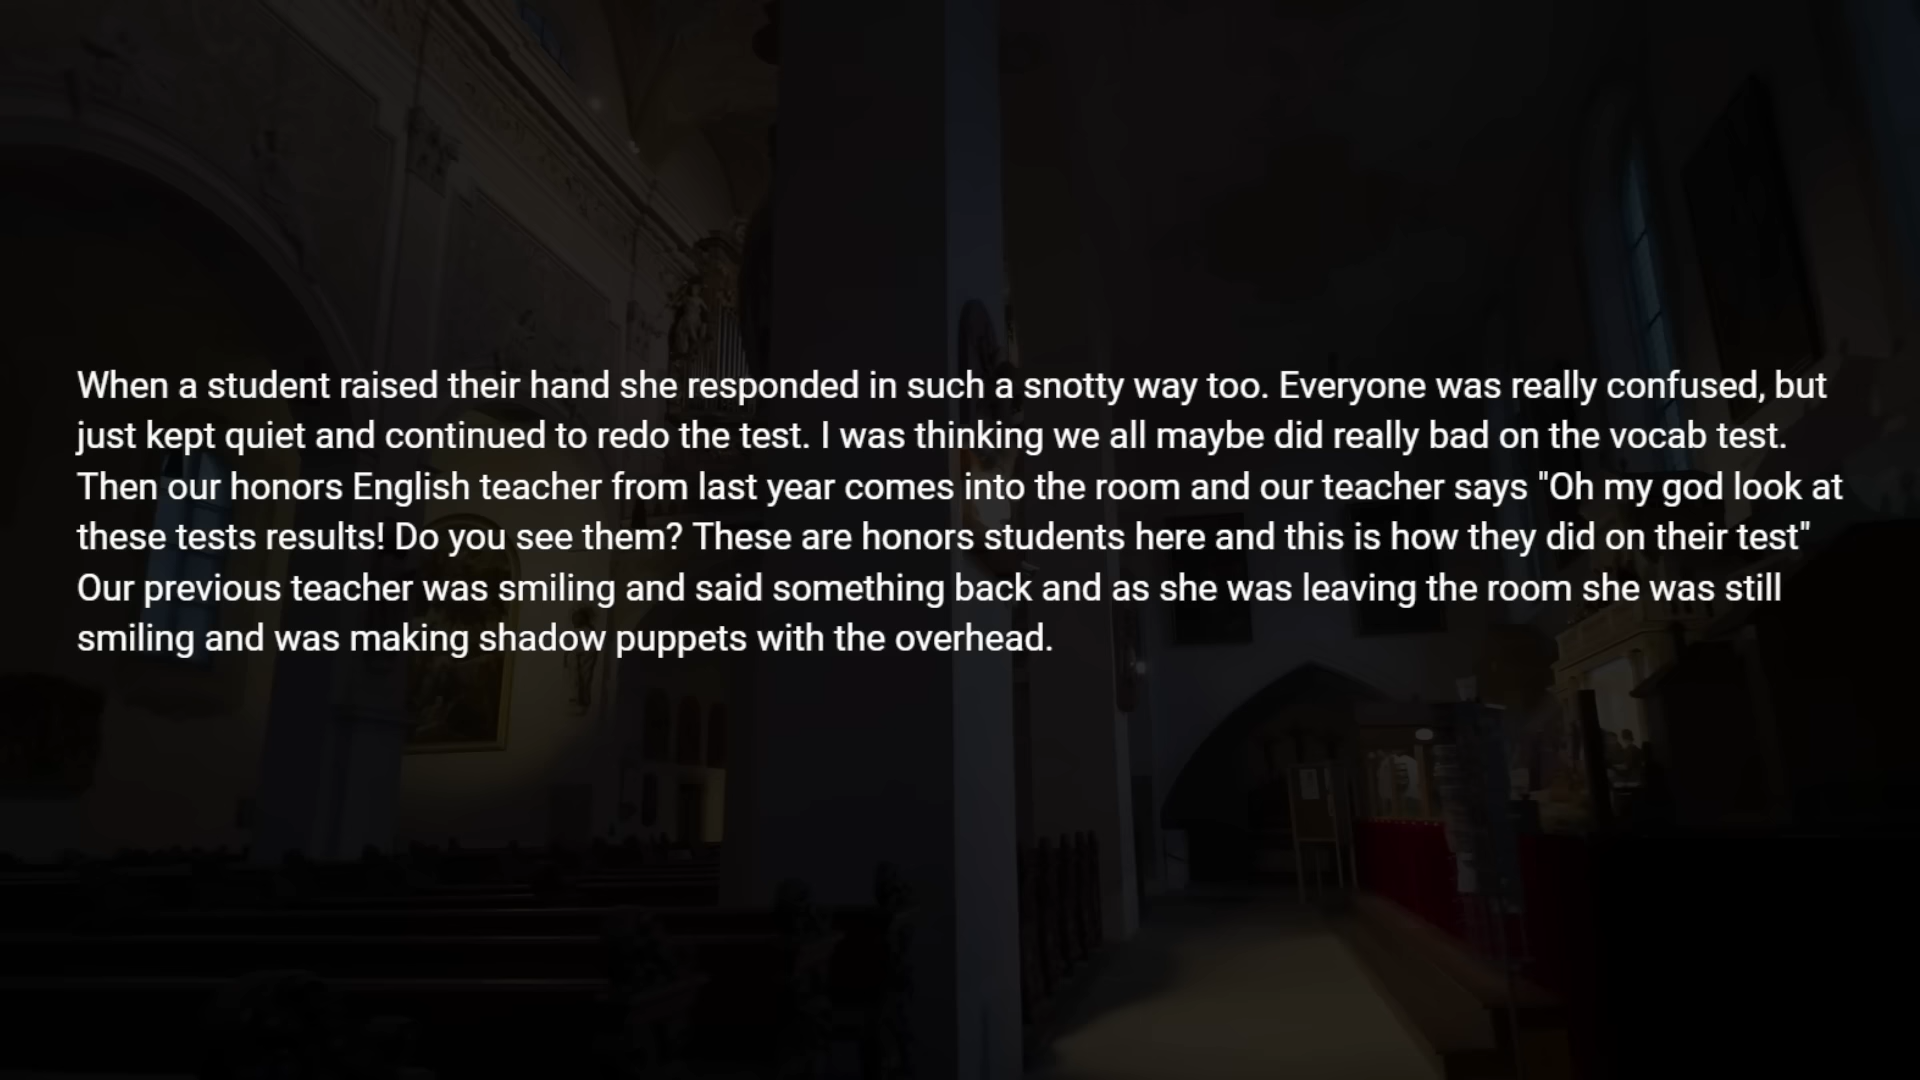 When a student raised their hand she responded in such a snotty way too. Everyone was really confused, but
just kept quiet and continued to redo the test. I was thinking we all maybe did really bad on the vocab test.
Then our honors English teacher from last year comes into the room and our teacher says "Oh my god look at
these tests results! Do you see them? These are honors students here and this is how they did on their test"
Our previous teacher was smiling and said something back and as she was leaving the room she was still
smiling and was making shadow puppets with the overhead.